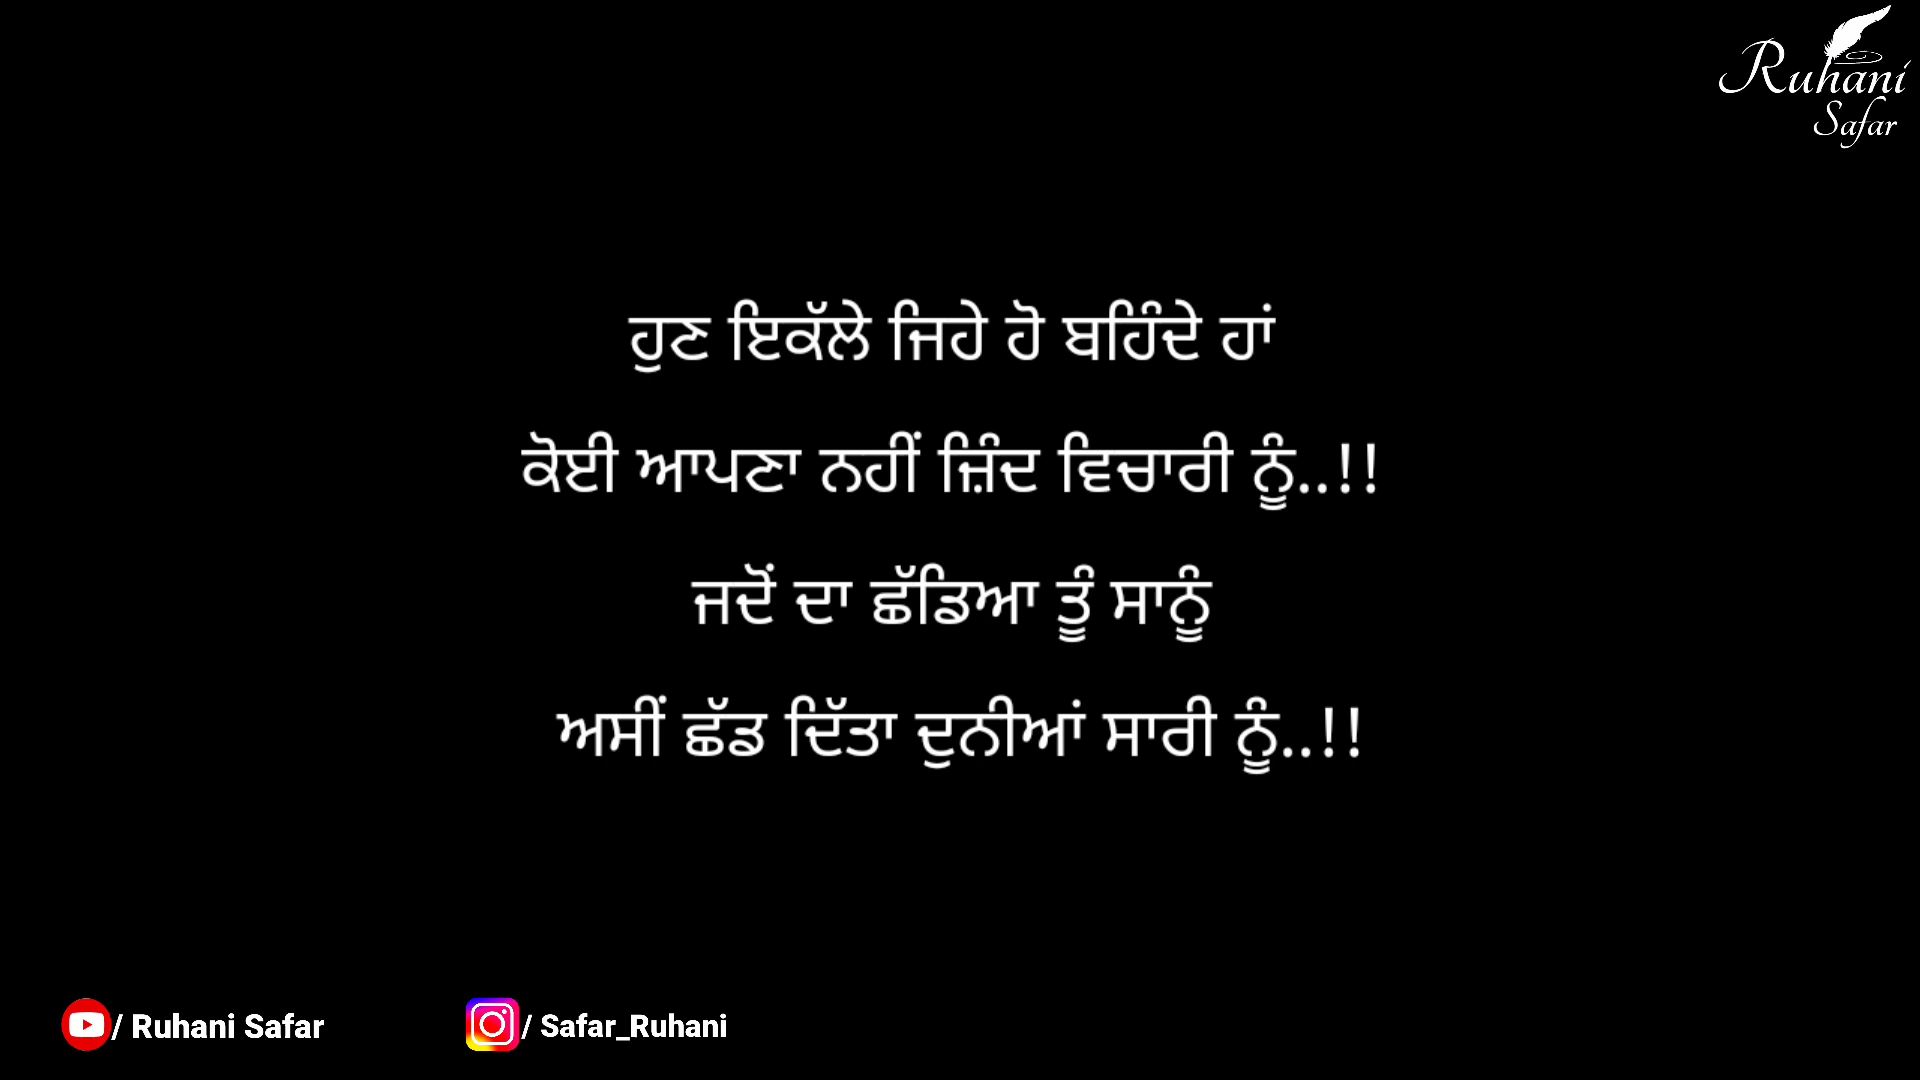 Ruhani
Safar
ਹੁਣ ਇਕੱਲੇ ਜਿਹੇ ਹੋ ਬਹਿੰਦੇ ਹਾਂ
ਕੋਈ ਆਪਣਾ ਨਹੀਂ ਜ਼ਿੰਦ ਵਿਚਾਰੀ ਨੂੰ..!!
ਜਦੋਂ ਦਾ ਛੱਡਿਆ ਤੂੰ ਸਾਨੂੰ
ਅਸੀਂ ਛੱਡ ਦਿੱਤਾ ਦੁਨੀਆਂ ਸਾਰੀ ਨੂੰ..!!
/ Ruhani Safar
/ Safar_Ruhani